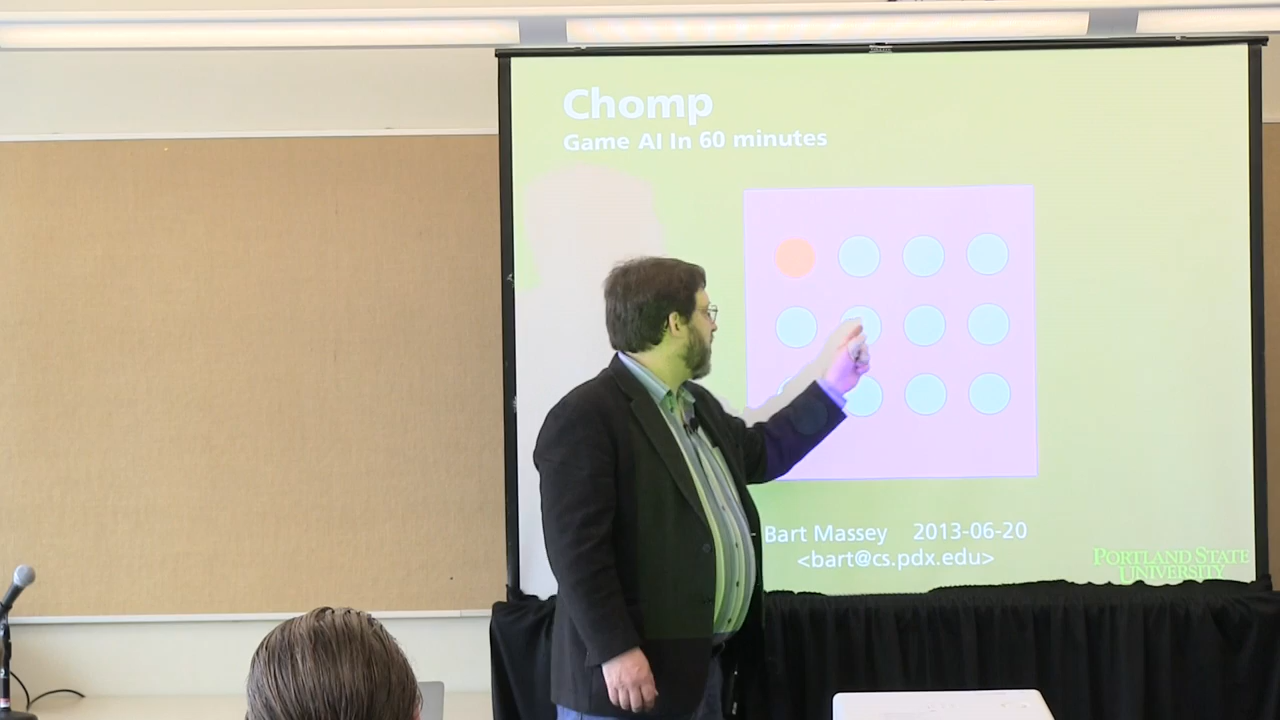 Chomp
Game AI In 60 minutes
Bart Massey 2013-06-20
<bart@cs.pdx.edu>
PORTLAND STATE
UNIVERSITY